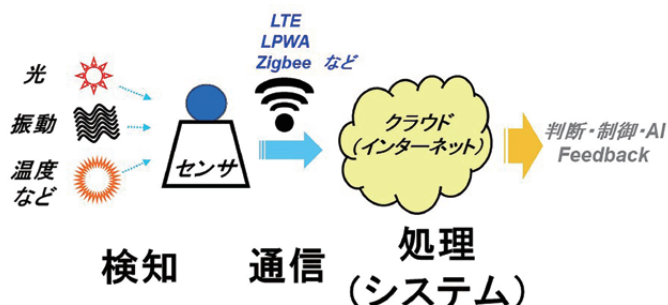 光
振動
温度
など
センサ
LTE
LPWA
Zigbee など
クラウド
(インターネット)
判断・制御・AI
Feedback
検知
通信
処理
(システム)